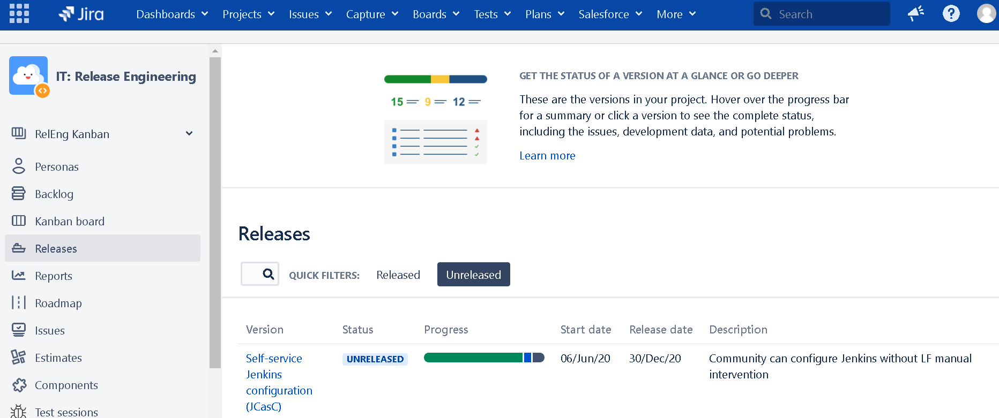 Jira
Dashboards Projects Issues Capture Boards Tests Plans Salesforce More Search
IT: Release Engineering
RelEng Kanban
Personas
Backlog
Kanban board
Releases
Reports
Roadmap
Issues
Estimates
Components
Test sessions
15 9 12
GET THE STATUS OF A VERSION AT A GLANCE OR GO DEEPER
These are the versions in your project. Hover over the progress bar
for a summary or click a version to see the complete status,
including the issues, development data, and potential problems.
Learn more
Releases
QUICK FILTERS: Released Unreleased
Version Status Progress Start date Release date Description
Self-service
Jenkins
configuration
(JCasC)
UNRELEASED
06/Jun/20
30/Dec/20
Community can configure Jenkins without LF manual
intervention